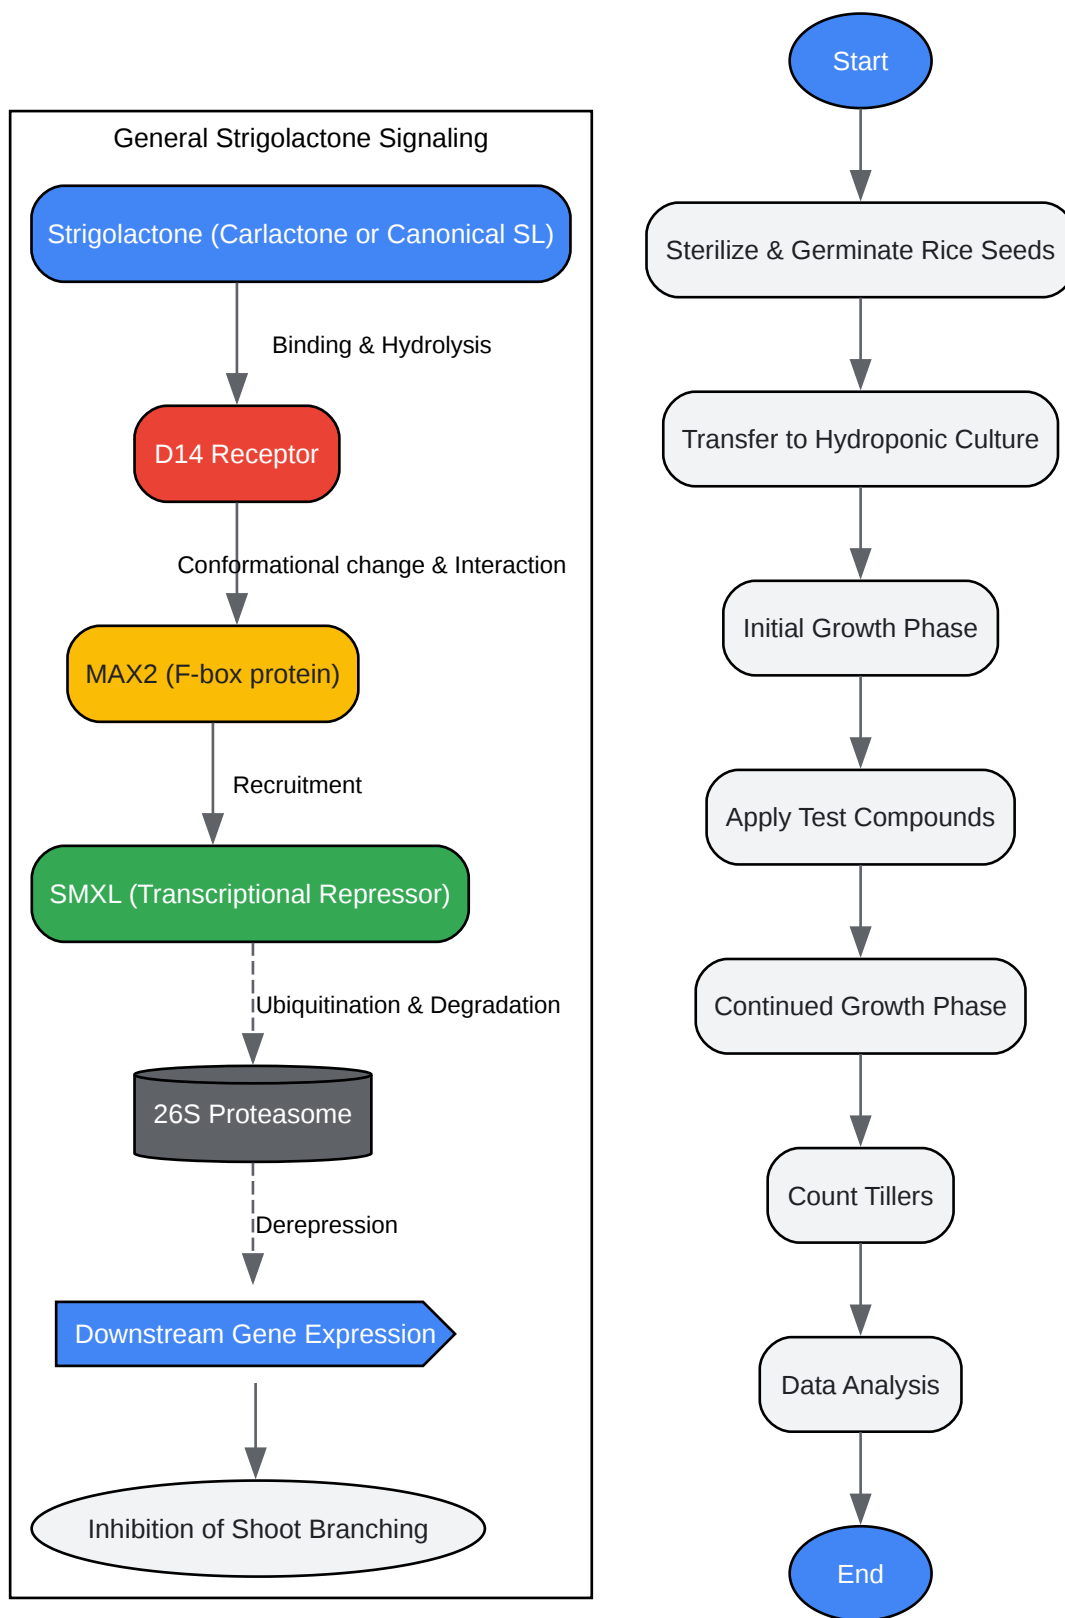 General Strigolactone Signaling
Strigolactone (Carlactone or Canonical SL)
Binding & Hydrolysis
D14 Receptor
Conformational change & Interaction
MAX2 (F-box protein)
Recruitment
SMXL (Transcriptional Repressor)
Ubiquitination & Degradation
26S Proteasome
Derepression
Downstream Gene Expression
Inhibition of Shoot Branching
Start
Sterilize & Germinate Rice Seeds
Transfer to Hydroponic Culture
Initial Growth Phase
Apply Test Compounds
Continued Growth Phase
Count Tillers
Data Analysis
End